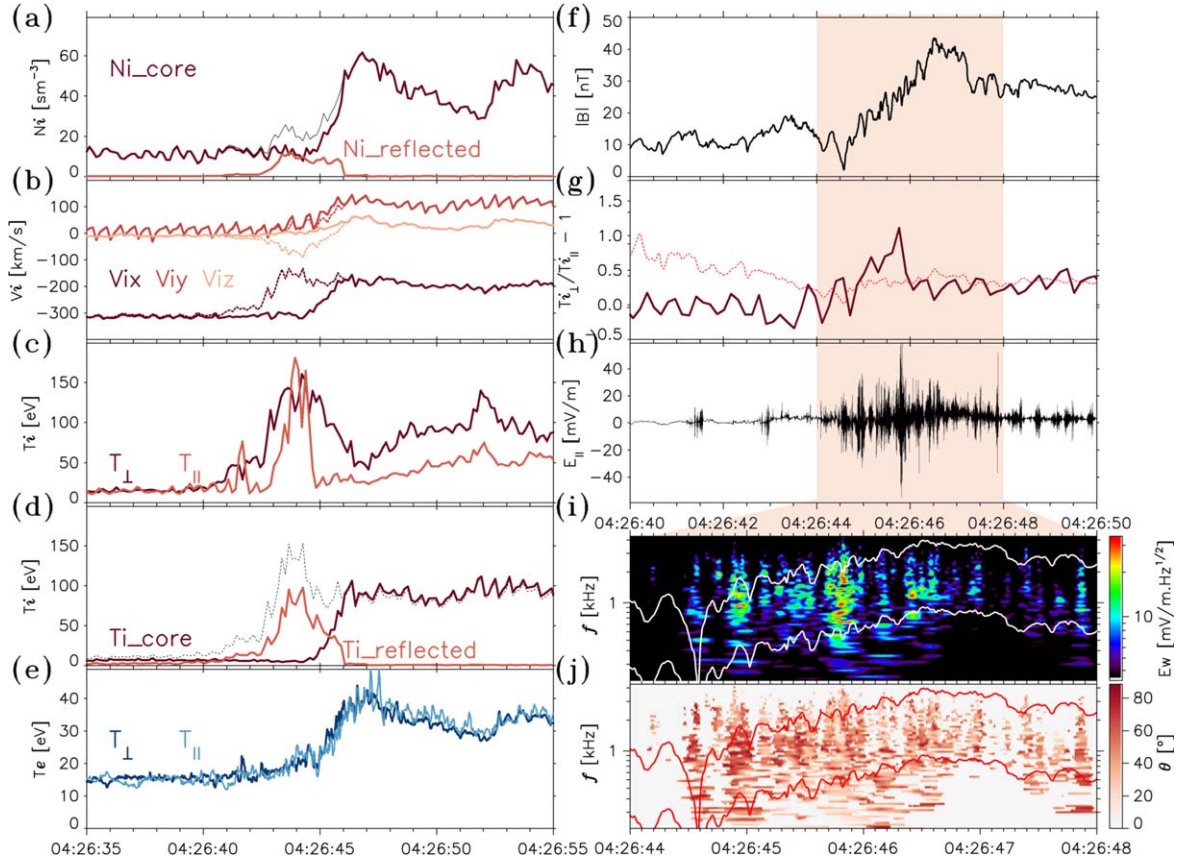 (a)
Ni [sm⁻³]
60
40
20
0
Ni_core
Ni_reflected
(b)
Vi [km/s]
100
0
−100
−200
−300
Vix Viy Viz
(c)
Ti [eV]
150
100
50
0
T⊥ T||
(d)
Ti [eV]
150
100
50
0
Ti_core
Ti_reflected
(e)
Te [eV]
40
30
20
10
0
T⊥ T||
04:26:35 04:26:40 04:26:45 04:26:50 04:26:55
(f)
|B| [nT]
50
40
30
20
10
0
(g)
Ti⊥/Ti|| − 1
1.5
1.0
0.5
0.0
0.5
(h)
E|| [mV/m]
40
20
0
−20
−40
04:26:40 04:26:42 04:26:44 04:26:46 04:26:48 04:26:50
(i)
f [kHz]
1
10
Ew [mV/m.Hz¹/²]
(j)
f [kHz]
1
80
60
40
20
0
θ [°]
04:26:44 04:26:45 04:26:46 04:26:47 04:26:48